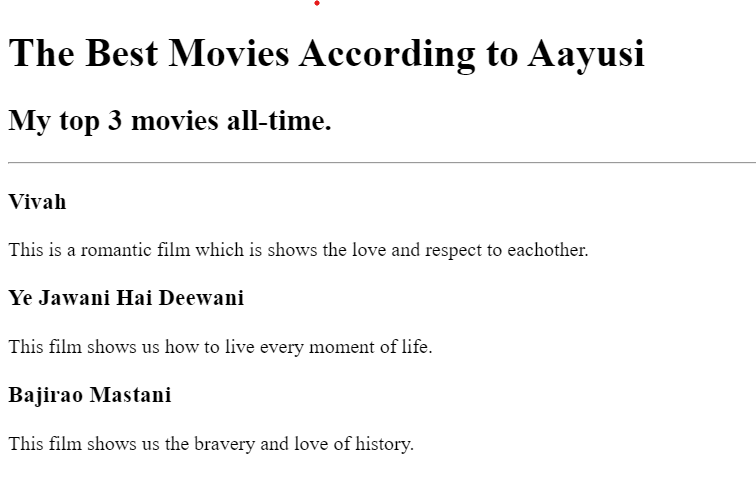 The Best Movies According to Aayusi
My top 3 movies all-time.
Vivah
This is a romantic film which is shows the love and respect to eachother.
Ye Jawani Hai Deewani
This film shows us how to live every moment of life.
Bajirao Mastani
This film shows us the bravery and love of history.